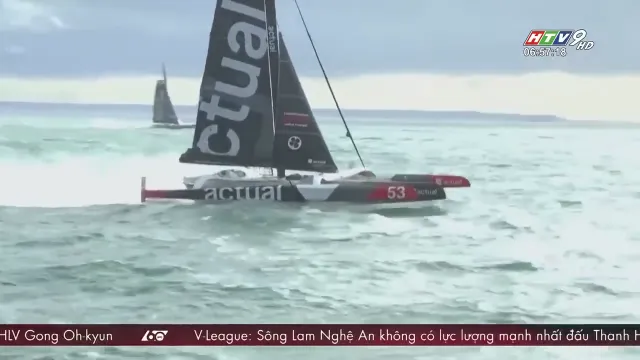 HTV9 HD
06:57:18
actual
actual
53
actual
HLV Gong Oh-kyun 60 V-League: Sông Lam Nghệ An không có lực lượng mạnh nhất đấu Thanh H